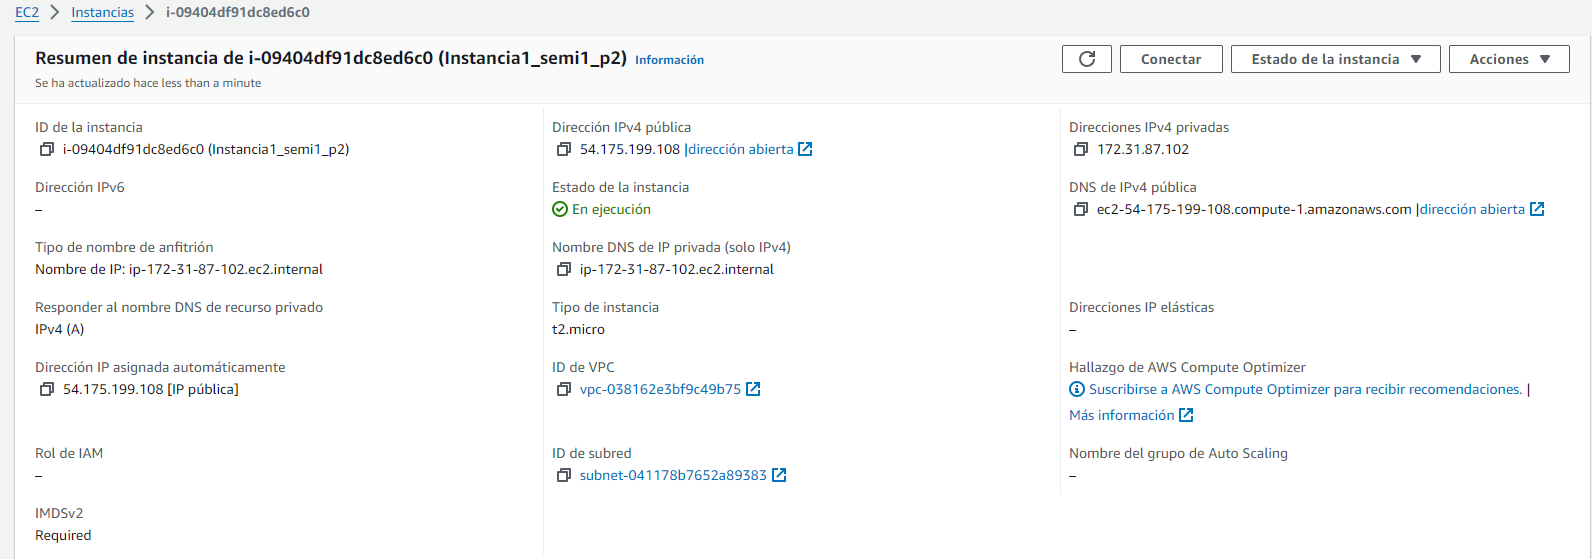 EC2 > Instancias > i-09404df91dc8ed6c0
Resumen de instancia de i-09404df91dc8ed6c0 (Instancia1_semi1_p2) Información
Se ha actualizado hace less than a minute
Conectar
Estado de la instancia
Acciones
ID de la instancia
i-09404df91dc8ed6c0 (Instancia1_semi1_p2)
Dirección IPv4 pública
54.175.199.108 |dirección abierta
Direcciones IPv4 privadas
172.31.87.102
Dirección IPv6
–
Estado de la instancia
En ejecución
DNS de IPv4 pública
ec2-54-175-199-108.compute-1.amazonaws.com |dirección abierta
Tipo de nombre de anfitrión
Nombre de IP: ip-172-31-87-102.ec2.internal
Nombre DNS de IP privada (solo IPv4)
ip-172-31-87-102.ec2.internal
Responder al nombre DNS de recurso privado
IPv4 (A)
Tipo de instancia
t2.micro
Direcciones IP elásticas
–
Dirección IP asignada automáticamente
54.175.199.108 [IP pública]
ID de VPC
vpc-038162e3bf9c49b75
Hallazgo de AWS Compute Optimizer
Suscribirse a AWS Compute Optimizer para recibir recomendaciones. |
Más información
Rol de IAM
–
ID de subred
subnet-041178b7652a89383
Nombre del grupo de Auto Scaling
–
IMDSv2
Required